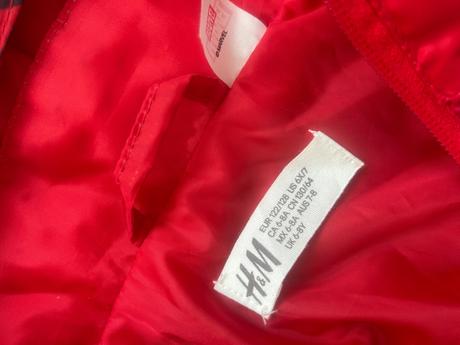 © MARVEL
EUR 122/128 US 6X/7
CA 6-8A CN 130/64
MX 6-8A AUS 7-8
UK 6-8Y
H&M